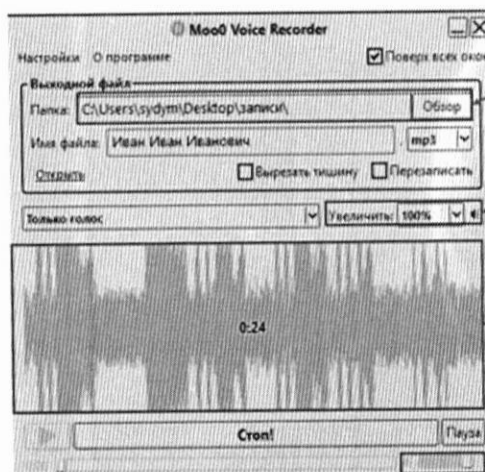 Moo0 Voice Recorder
Настройки О программе Поверх всех окон
Выходной файл
Папка: C:\Users\sydym\Desktop\записи\ Обзор
Имя файла: Иван Иван Иванович . mp3
Открыть Вырезать тишину Перезаписать
Только голос Увеличить: 100%
0:24
Стоп! Пауза